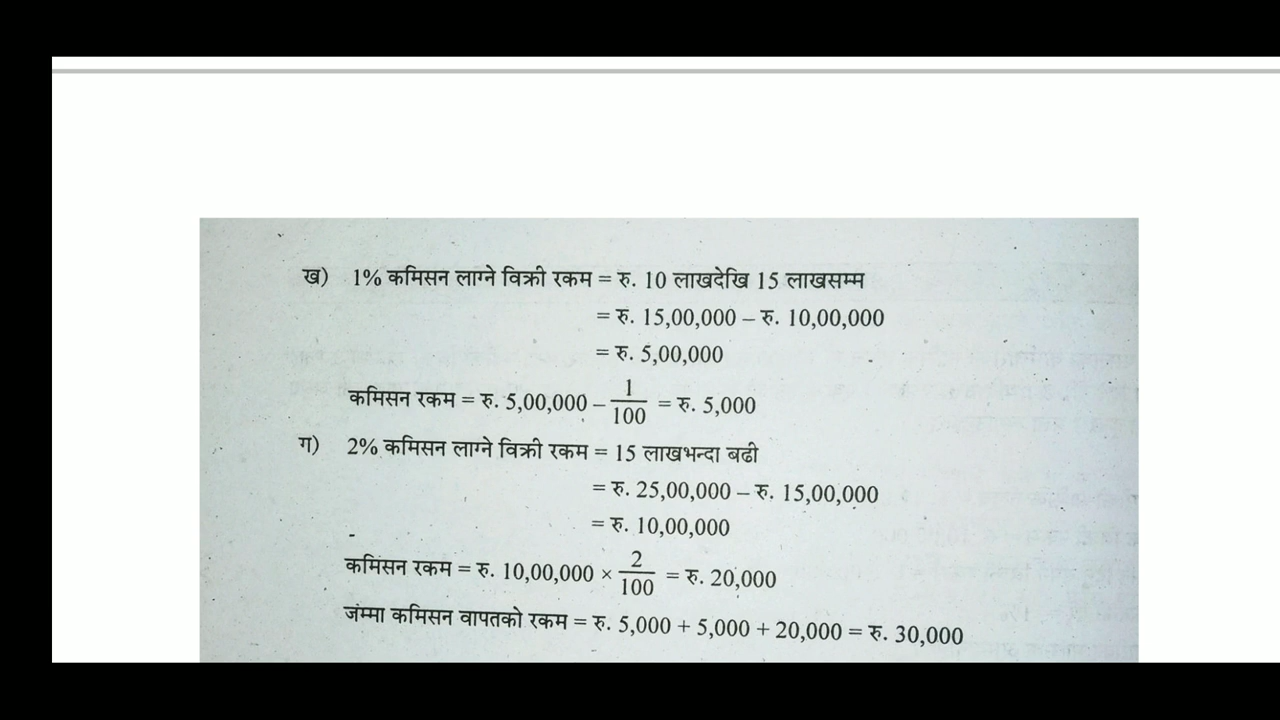 ख) 1% कमिसन लाग्ने विक्री रकम = रु. 10 लाखदेखि 15 लाखसम्म
= रु. 15,00,000 – रु. 10,00,000
= रु. 5,00,000
कमिसन रकम = रु. 5,00,000 – 1/100 = रु. 5,000
ग) 2% कमिसन लाग्ने विक्री रकम = 15 लाखभन्दा बढी
= रु. 25,00,000 – रु. 15,00,000
= रु. 10,00,000
कमिसन रकम = रु. 10,00,000 × 2/100 = रु. 20,000
जम्मा कमिसन वापतको रकम = रु. 5,000 + 5,000 + 20,000 = रु. 30,000